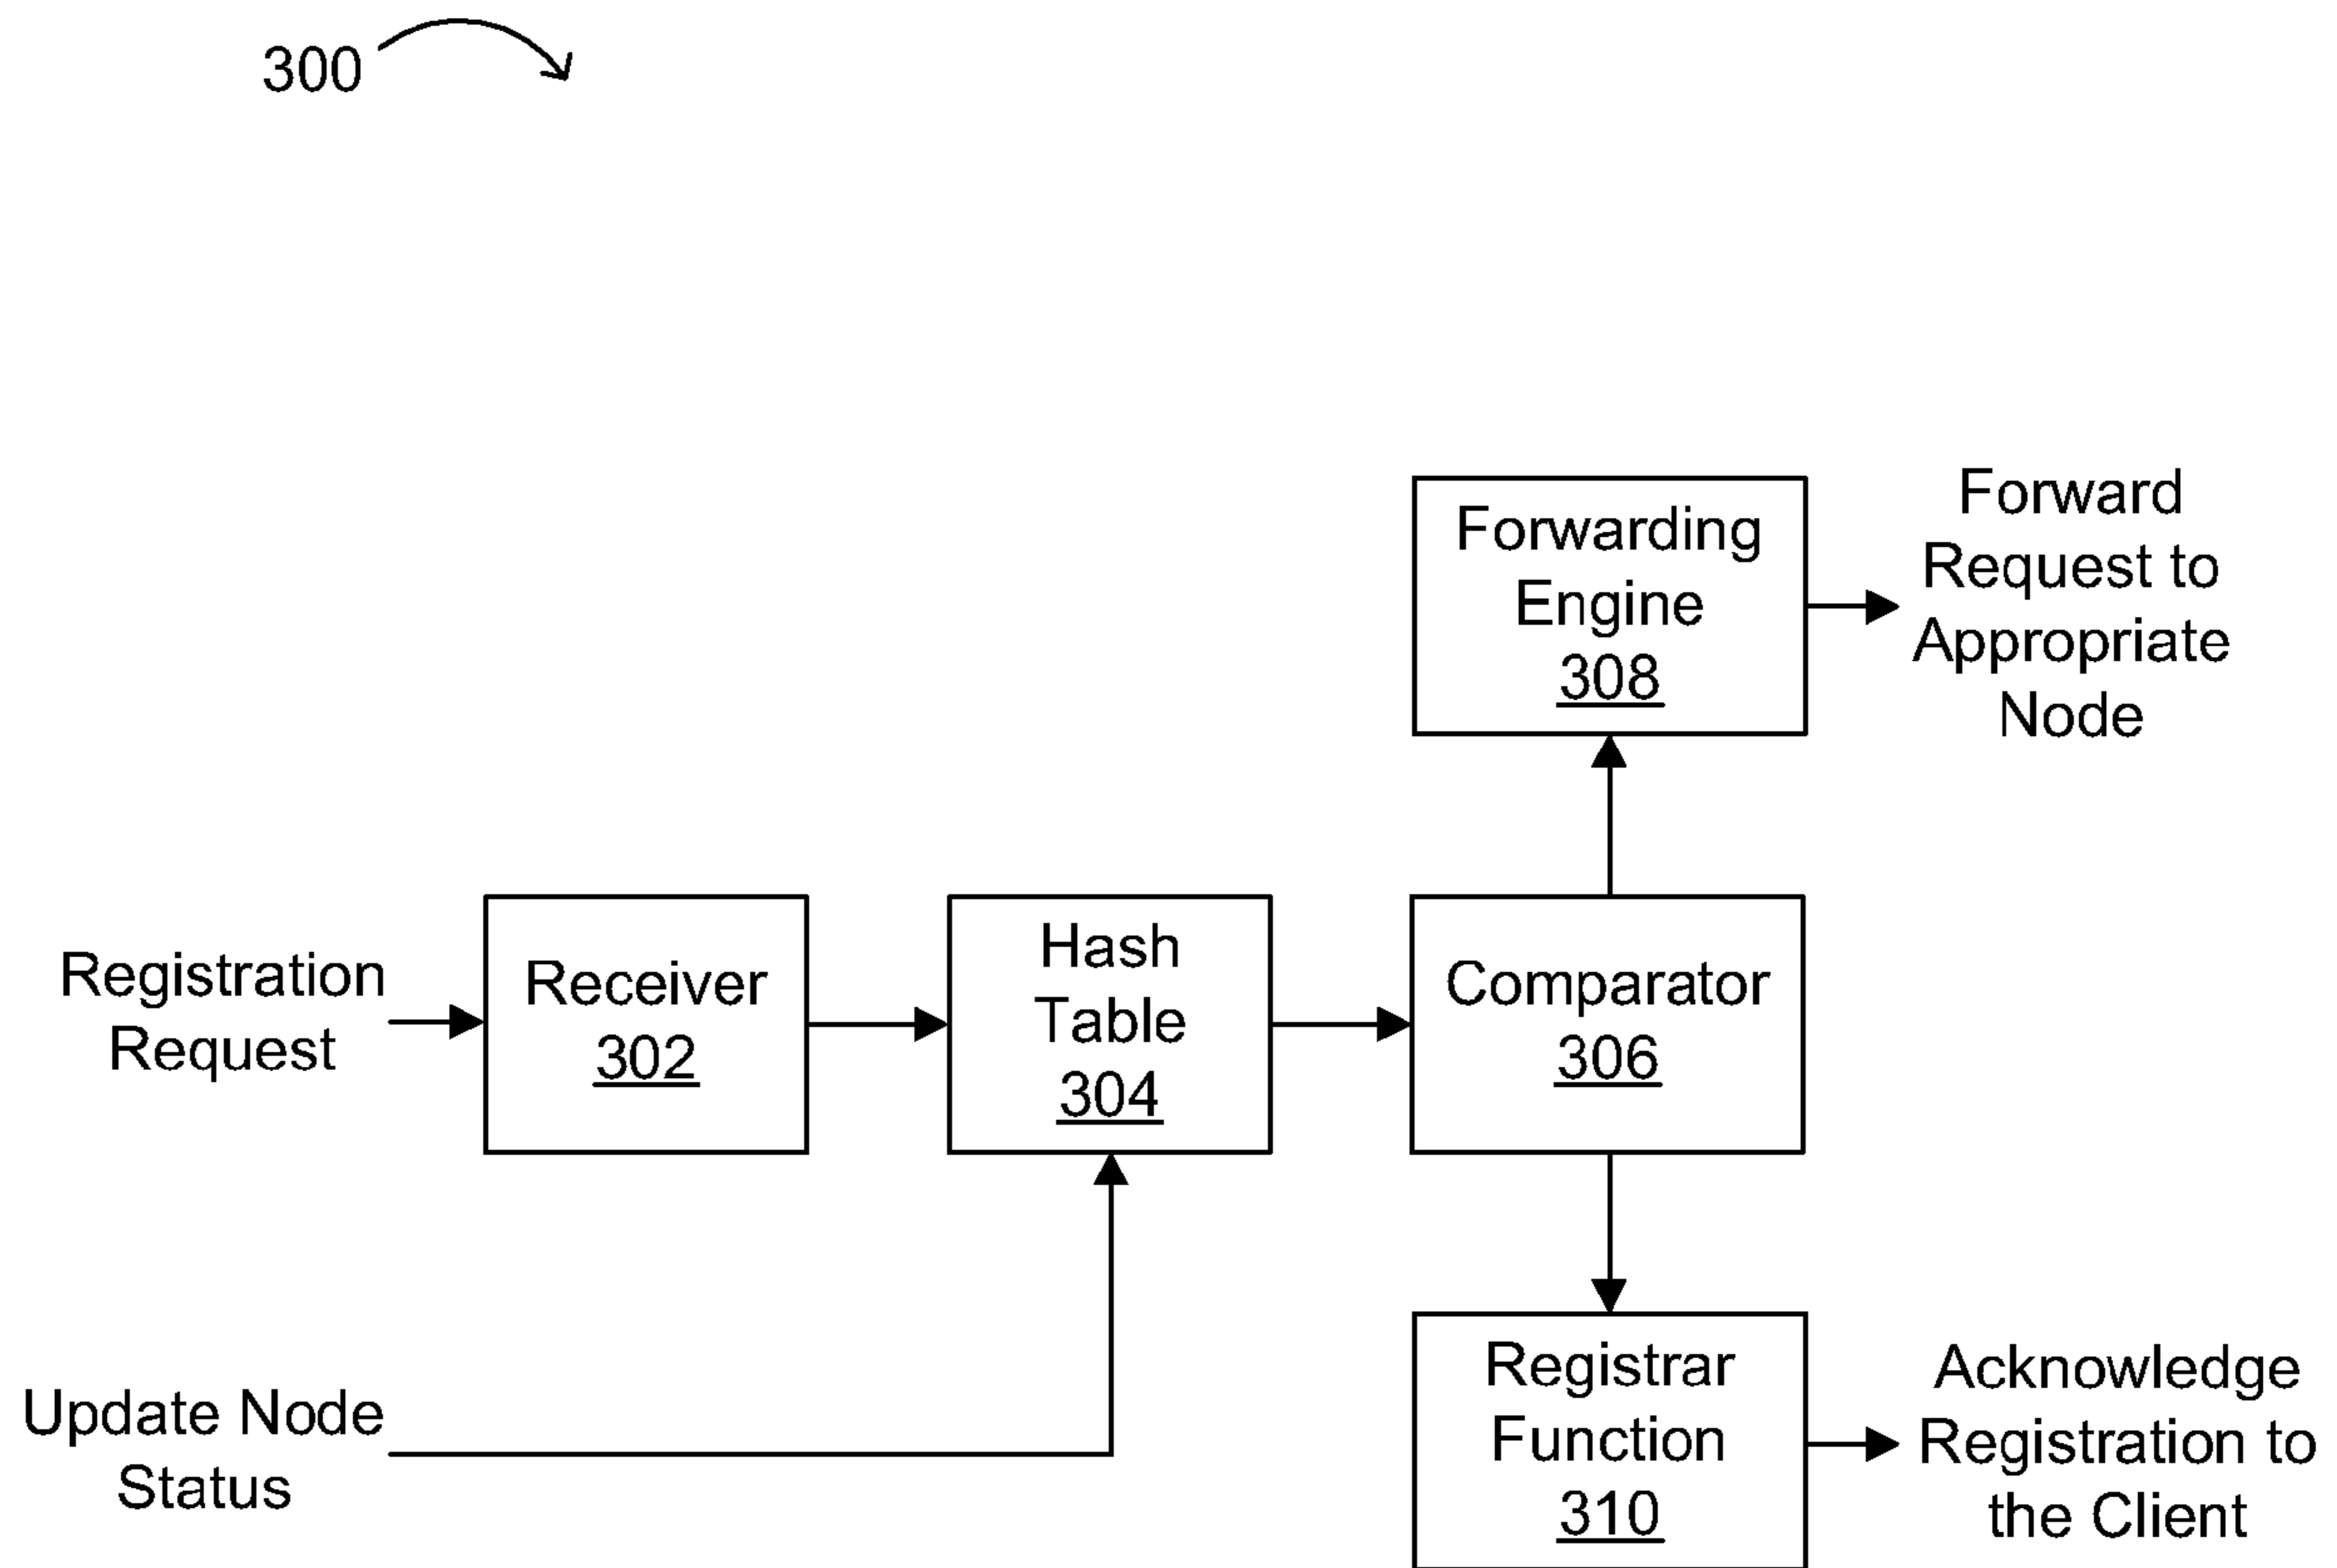 300
Forwarding
Engine
308
Forward
Request to
Appropriate
Node
Registration
Request
Receiver
302
Hash
Table
304
Comparator
306
Update Node
Status
Registrar
Function
310
Acknowledge
Registration to
the Client